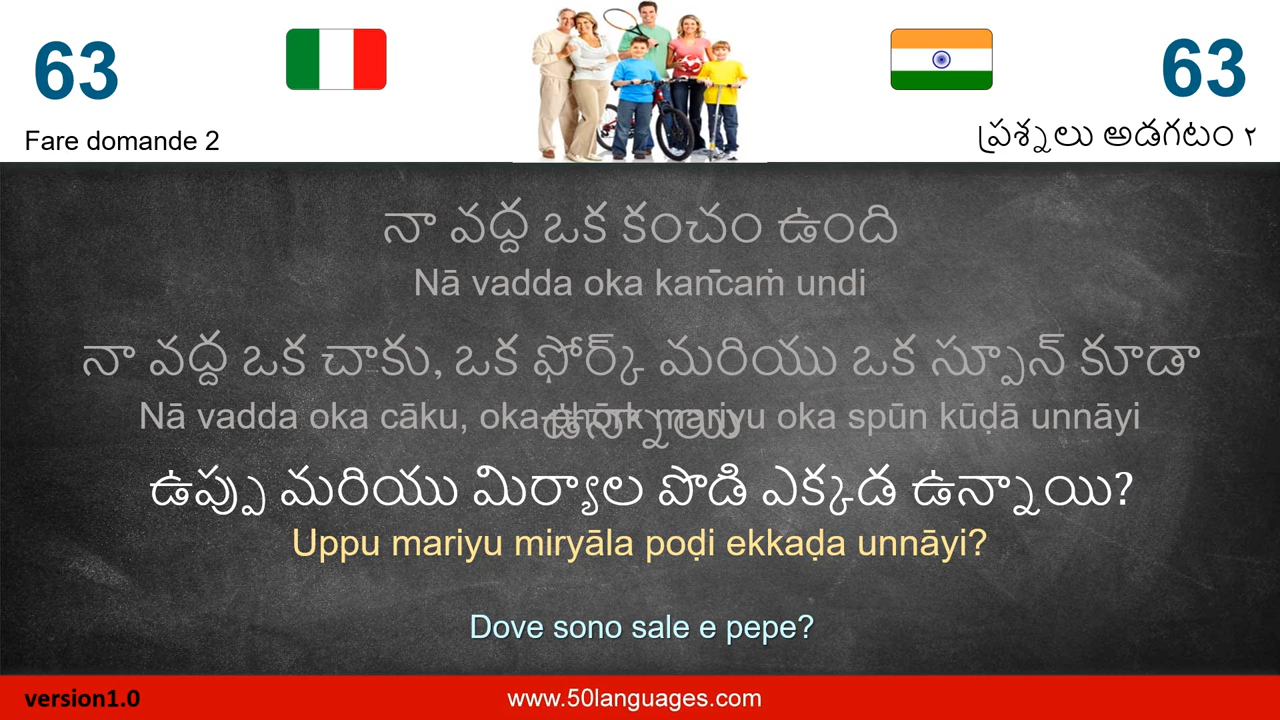 63
63
Fare domande 2
ప్రశ్నలు అడగటం ౨
నా వద్ద ఒక కంచం ఉంది
Nā vadda oka kan̄caṁ undi
నా వద్ద ఒక చాకు, ఒక ఫోర్క్ మరియు ఒక స్పూన్ కూడా
ఉన్నాయి
Nā vadda oka cāku, oka phōrk mariyu oka spūn kūḍā unnāyi
ఉప్పు మరియు మిర్యాల పొడి ఎక్కడ ఉన్నాయి?
Uppu mariyu miryāla poḍi ekkaḍa unnāyi?
Dove sono sale e pepe?
version1.0
www.50languages.com